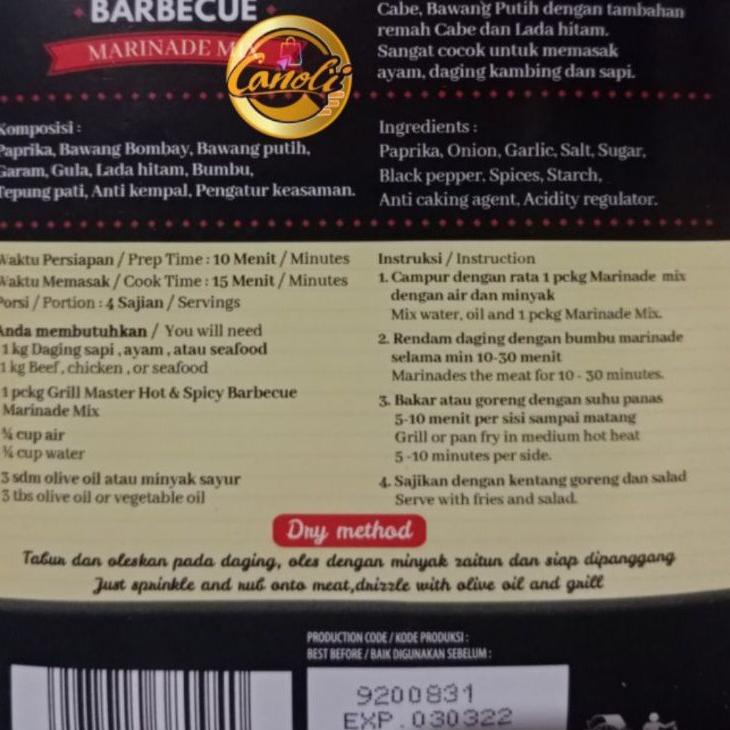 BARBECUE
MARINADE
Canoli
Cabe, Bawang Putih dengan tambahan
remah Cabe dan Lada hitam.
Sangat cocok untuk memasak
ayam, daging kambing dan sapi.
Komposisi :
Paprika, Bawang Bombay, Bawang putih,
Garam, Gula, Lada hitam, Bumbu,
Tepung pati, Anti kempal, Pengatur keasaman.
Ingredients :
Paprika, Onion, Garlic, Salt, Sugar,
Black pepper, Spices, Starch,
Anti caking agent, Acidity regulator.
Waktu Persiapan / Prep Time : 10 Menit / Minutes
Waktu Memasak / Cook Time : 15 Menit / Minutes
Porsi / Portion : 4 Sajian / Servings
Anda membutuhkan / You will need
1 kg Daging sapi , ayam , atau seafood
1 kg Beef, chicken , or seafood
1 pckg Grill Master Hot & Spicy Barbecue
Marinade Mix
¾ cup air
¾ cup water
3 sdm olive oil atau minyak sayur
3 tbs olive oil or vegetable oil
Instruksi / Instruction
1. Campur dengan rata 1 pckg Marinade mix
dengan air dan minyak
Mix water, oil and 1 pckg Marinade Mix.
2. Rendam daging dengan bumbu marinade
selama min 10-30 menit
Marinades the meat for 10 - 30 minutes.
3. Bakar atau goreng dengan suhu panas
5-10 menit per sisi sampai matang
Grill or pan fry in medium hot heat
5 -10 minutes per side.
4. Sajikan dengan kentang goreng dan salad
Serve with fries and salad.
Dry method
Tabur dan oleskan pada daging, oles dengan minyak zaitun dan siap dipanggang
Just sprinkle and rub onto meat,drizzle with olive oil and grill
PRODUCTION CODE / KODE PRODUKSI :
BEST BEFORE / BAIK DIGUNAKAN SEBELUM :
9200831
EXP.030322